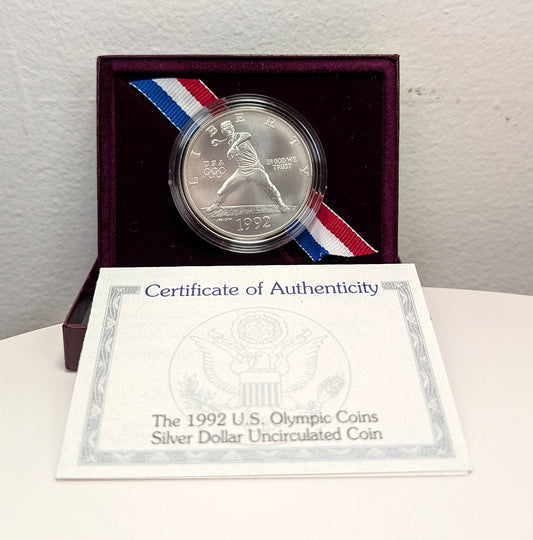 LIBERTY
USA
IN GOD WE
TRUST
1992
Certificate of Authenticity
The 1992 U.S. Olympic Coins
Silver Dollar Uncirculated Coin